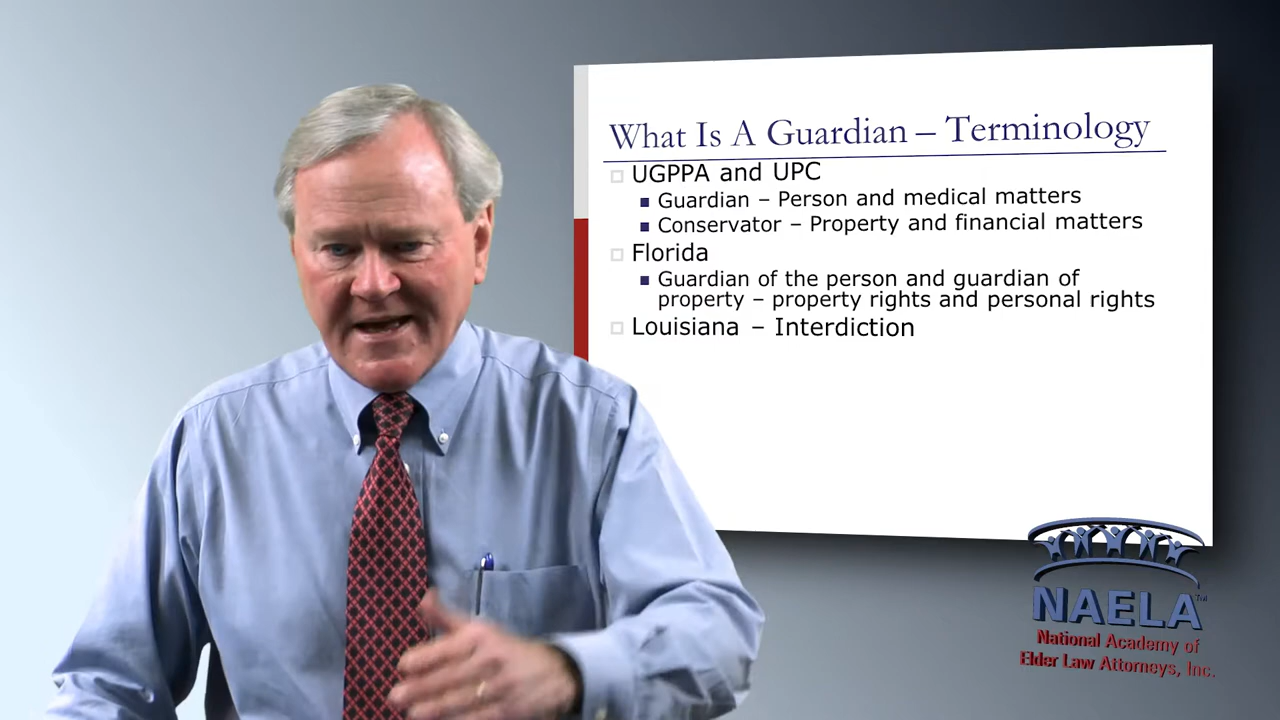 What Is A Guardian – Terminology
UGPPA and UPC
Guardian – Person and medical matters
Conservator – Property and financial matters
Florida
Guardian of the person and guardian of
property – property rights and personal rights
Louisiana – Interdiction
NAELA™
National Academy of
Elder Law Attorneys, Inc.